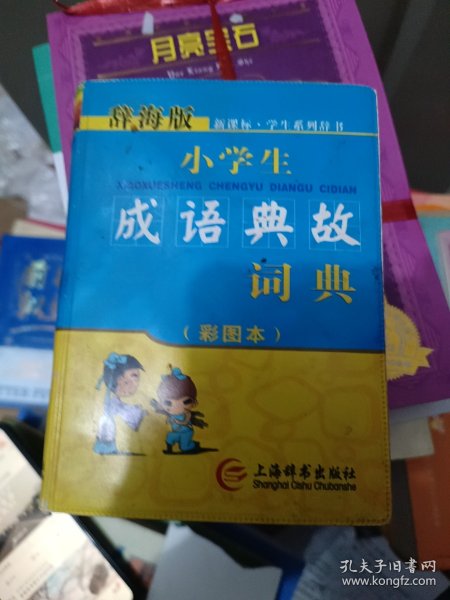 月亮宝石
辞海版
新课标·学生系列辞书
小学生
XIAOXUESHENG CHENGYU DIANGU CIDIAN
成语典故
词典
（彩图本）
上海辞书出版社
Shanghai Cishu Chubanshe
孔夫子旧书网
www.kongfz.com